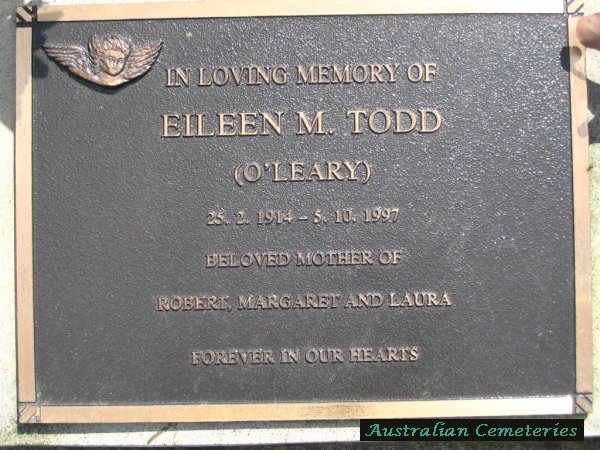 IN LOVING MEMORY OF
EILEEN M. TODD
(O'LEARY)
25. 2. 1914 – 5. 10. 1997
BELOVED MOTHER OF
ROBERT, MARGARET AND LAURA
FOREVER IN OUR HEARTS
Australian Cemeteries